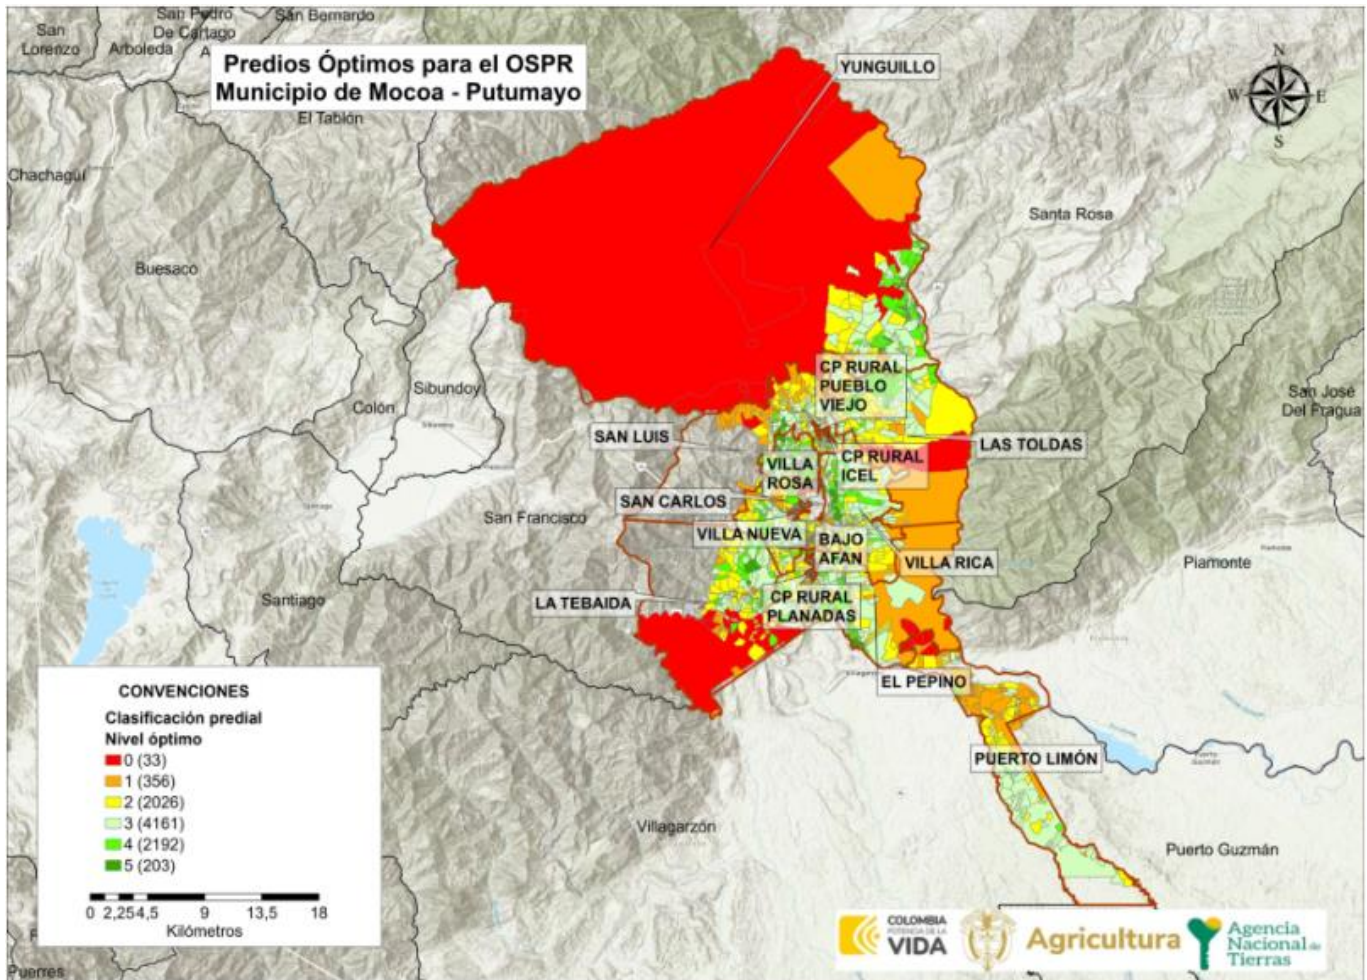 San
Lorenzo
San Pedro
De Cartago
San Bernardo
Arboleda
A
Predios Óptimos para el OSPR
Municipio de Mocoa - Putumayo
El Tablón
YUNGUILLO
N
W
E
S
Chachagüí
Buesaco
Santa Rosa
Sibundoy
Colón
CP RURAL
PUEBLO
VIEJO
San José
Del Fragua
SAN LUIS
LAS TOLDAS
VILLA
ROSA
CP RURAL
ICEL
SAN CARLOS
San Francisco
VILLA NUEVA
BAJO
AFAN
VILLA RICA
Piamonte
Santiago
LA TEBAIDA
CP RURAL
PLANADAS
EL PEPINO
CONVENCIONES
Clasificación predial
Nivel óptimo
0 (33)
1 (356)
2 (2026)
3 (4161)
4 (2192)
5 (203)
PUERTO LIMÓN
Villagarzón
Puerto Guzmán
0 2,254,5 9 13,5 18
Kilómetros
COLOMBIA
POTENCIA DE LA
VIDA
Agricultura
Agencia
Nacional de
Tierras
Puerres